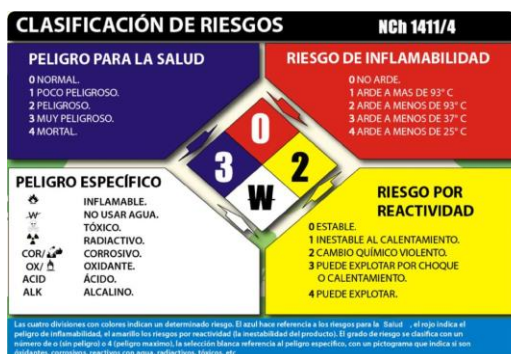 CLASIFICACIÓN DE RIESGOS
NCh 1411/4
PELIGRO PARA LA SALUD
0 NORMAL.
1 POCO PELIGROSO.
2 PELIGROSO.
3 MUY PELIGROSO.
4 MORTAL.
RIESGO DE INFLAMABILIDAD
0 NO ARDE.
1 ARDE A MAS DE 93° C
2 ARDE A MENOS DE 93° C
3 ARDE A MENOS DE 37° C
4 ARDE A MENOS DE 25° C
0
3
2
W
PELIGRO ESPECÍFICO
INFLAMABLE.
W NO USAR AGUA.
TÓXICO.
RADIACTIVO.
COR/ CORROSIVO.
OX/ OXIDANTE.
ACID ÁCIDO.
ALK ALCALINO.
RIESGO POR
REACTIVIDAD
0 ESTABLE.
1 INESTABLE AL CALENTAMIENTO.
2 CAMBIO QUÍMICO VIOLENTO.
3 PUEDE EXPLOTAR POR CHOQUE
O CALENTAMIENTO.
4 PUEDE EXPLOTAR.
Las cuatro divisiones con colores indican un determinado riesgo. El azul hace referencia a los riesgos para la Salud , el rojo indica el
peligro de inflamabilidad, el amarillo los riesgos por reactividad (la inestabilidad del producto). El grado de riesgo se clasifica con un
número de o (sin peligro) o 4 (peligro maximo), la selección blanca referencia al peligro específico, con un pictograma que indica si son
óxidantes, corrosions, reactivos con agua, radiactivos, tóxicos, etc.